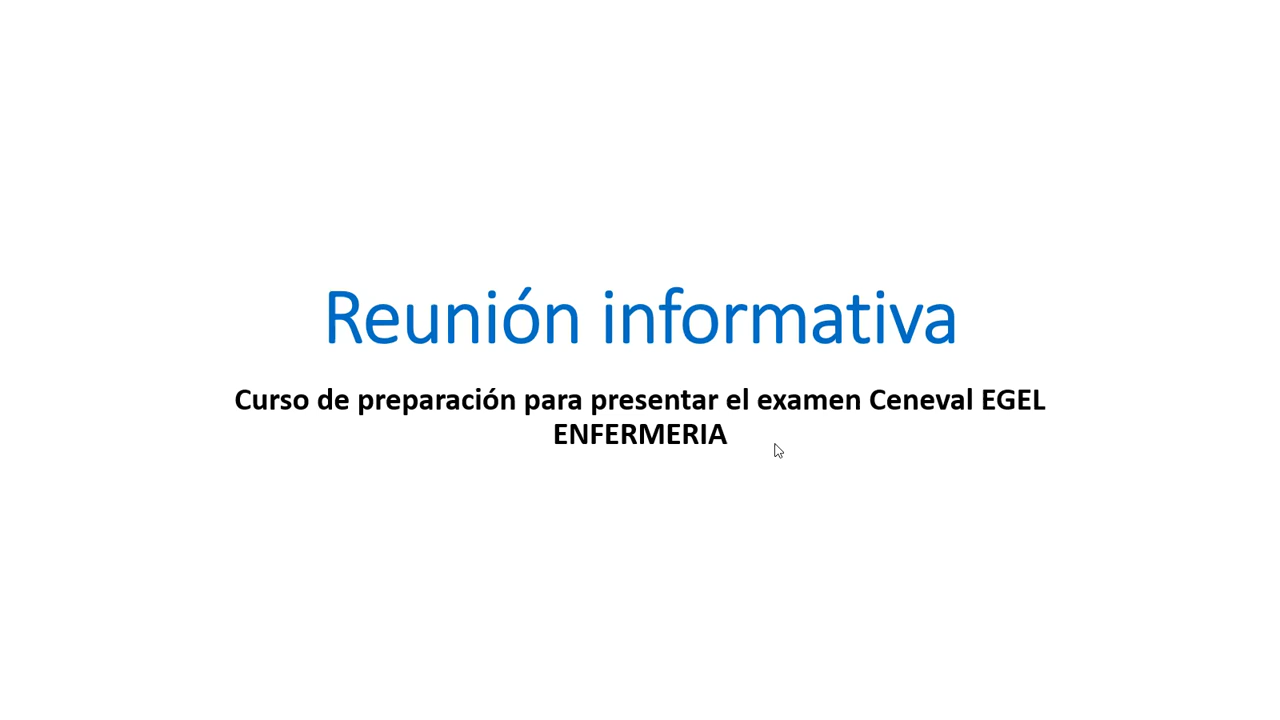 Reunión informativa
Curso de preparación para presentar el examen Ceneval EGEL
ENFERMERIA